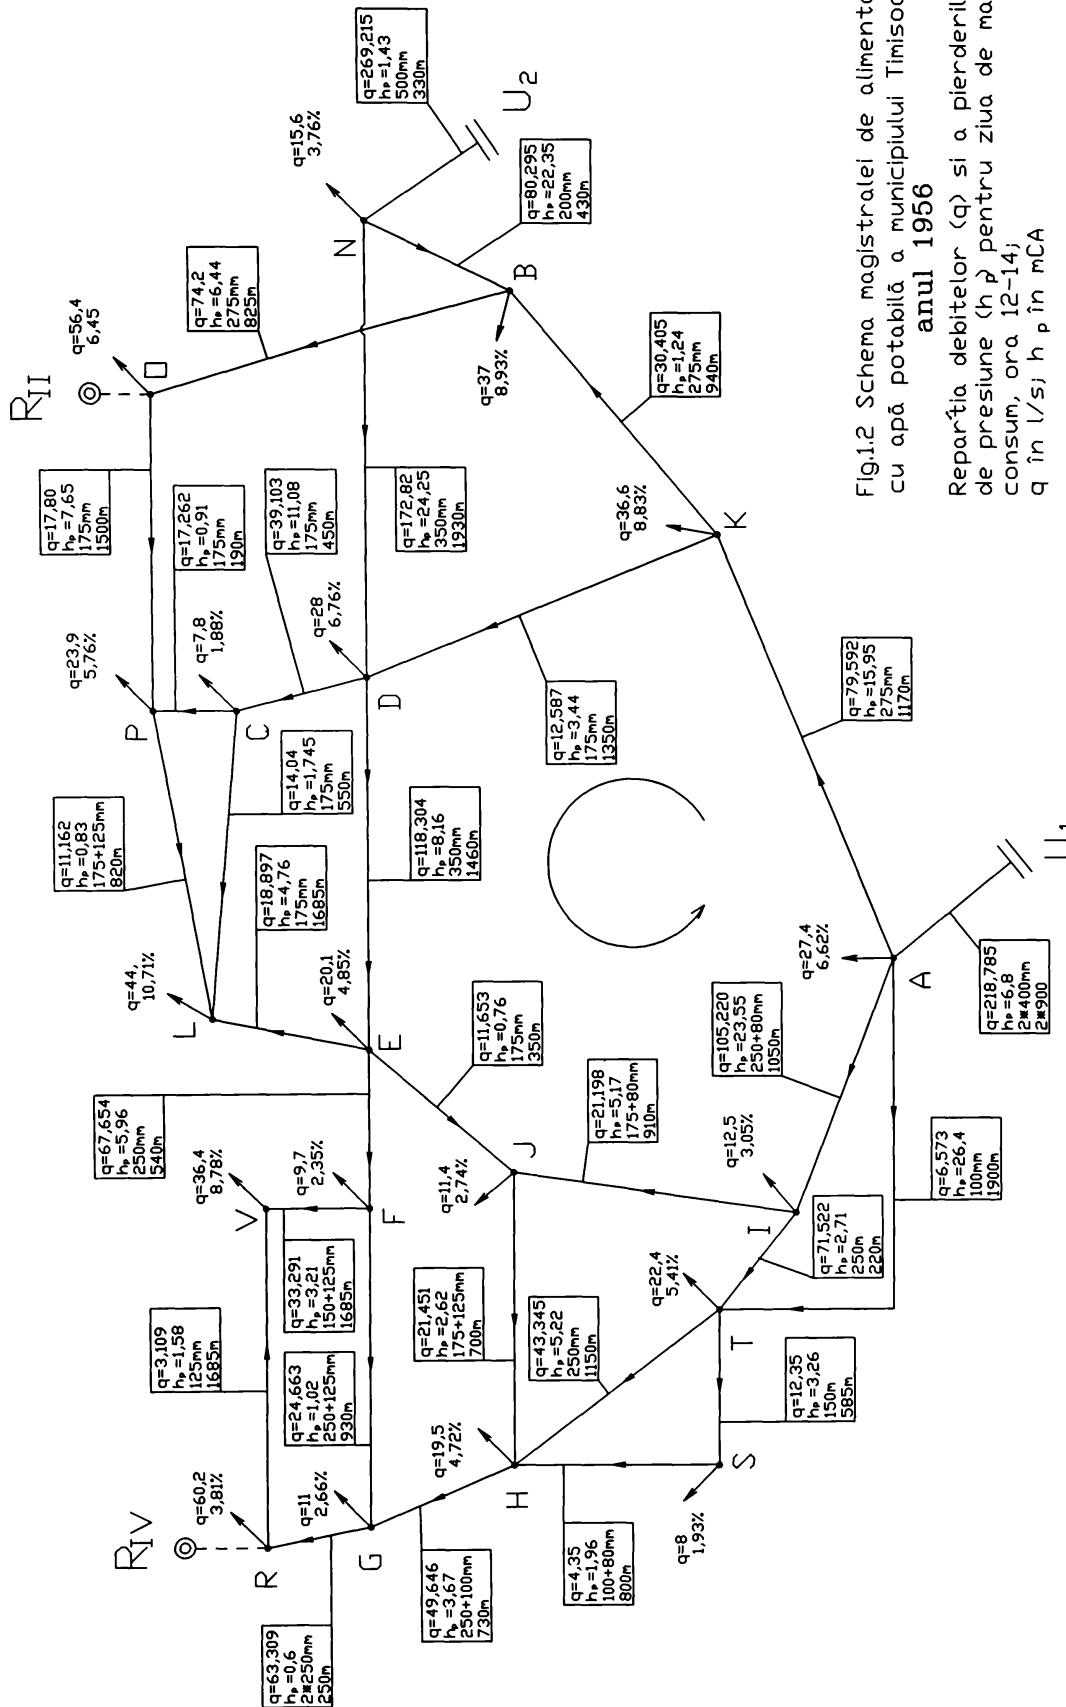 R_IV
R
q=60,2
3,81%
q=3,109
hₚ=1,58
125mm
1685m
V
q=36,4
8,78%
q=67,654
hₚ=5,96
250mm
540m
q=9,7
2,35%
F
q=33,291
hₚ=3,21
150+125mm
1685m
q=24,663
hₚ=1,02
250+125mm
930m
q=11
2,66%
G
q=63,309
hₚ=0,6
2*250mm
250m
q=49,646
hₚ=3,67
250+100mm
730m
q=19,5
4,72%
H
q=4,35
hₚ=1,96
100+80mm
800m
q=8
1,93%
S
q=12,35
hₚ=3,26
150m
585m
T
q=22,4
5,41%
q=43,345
hₚ=5,22
250mm
1150m
q=21,451
hₚ=2,62
175+125mm
700m
q=11,4
2,74%
J
q=71,522
hₚ=2,71
250m
220m
I
q=12,5
3,05%
q=21,198
hₚ=5,17
175+80mm
910m
q=11,653
hₚ=0,76
175mm
350m
q=105,220
hₚ=23,55
250+80mm
1050m
q=6,573
hₚ=26,4
100mm
1900m
q=27,4
6,62%
A
q=218,785
hₚ=6,8
2*400mm
2*900
U₁
L
q=44,
10,71%
E
q=20,1
4,85%
q=18,897
hₚ=4,76
175mm
1685m
q=11,162
hₚ=0,83
175+125mm
820m
q=14,04
hₚ=1,745
175mm
550m
q=118,304
hₚ=8,16
350mm
1460m
P
q=23,9
5,76%
C
q=7,8
1,88%
D
q=28
6,76%
q=12,587
hₚ=3,44
175mm
1350m
q=79,592
hₚ=15,95
275mm
1170m
q=17,80
hₚ=7,65
175mm
1500m
q=17,262
hₚ=0,91
175mm
190m
q=39,103
hₚ=11,08
175mm
450m
q=172,82
hₚ=24,25
350mm
1930m
q=36,6
8,83%
K
q=30,405
hₚ=1,24
275mm
940m
R_II
O
q=56,4
6,45
q=74,2
hₚ=6,44
275mm
825m
q=37
8,93%
B
N
q=15,6
3,76%
q=80,295
hₚ=22,35
200mm
430m
q=269,215
hₚ=1,43
500mm
330m
U₂
Fig.1.2 Schema magistralei de
cu apă potabilă a municipiului
anul 1956
Reparția debitelor (q) si a
de presiune (hₚ) pentru ziua de
consum, ora 12-14;
q în l/s; hₚ în mCA